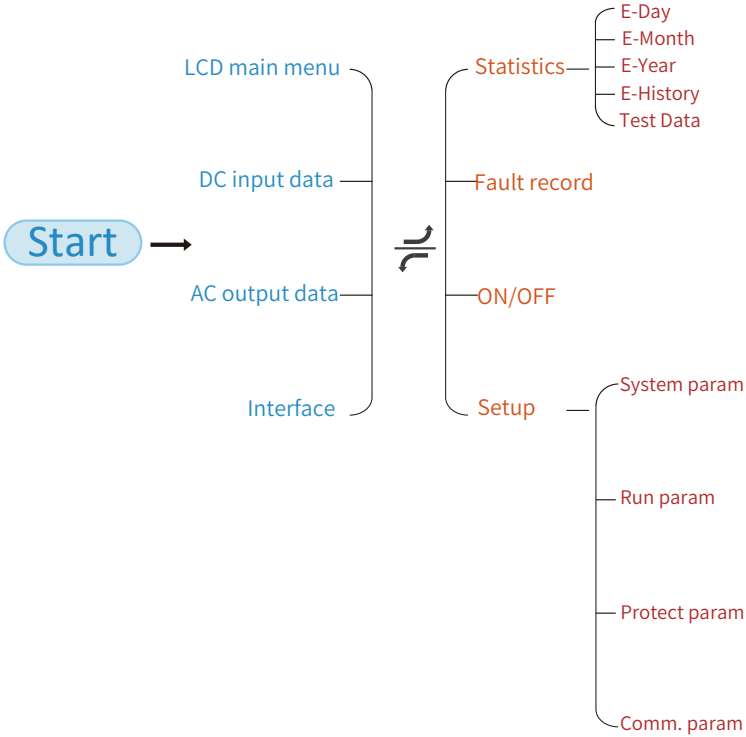 Start
LCD main menu
DC input data
AC output data
Interface
Statistics
Fault record
ON/OFF
Setup
E-Day
E-Month
E-Year
E-History
Test Data
System param
Run param
Protect param
Comm. param